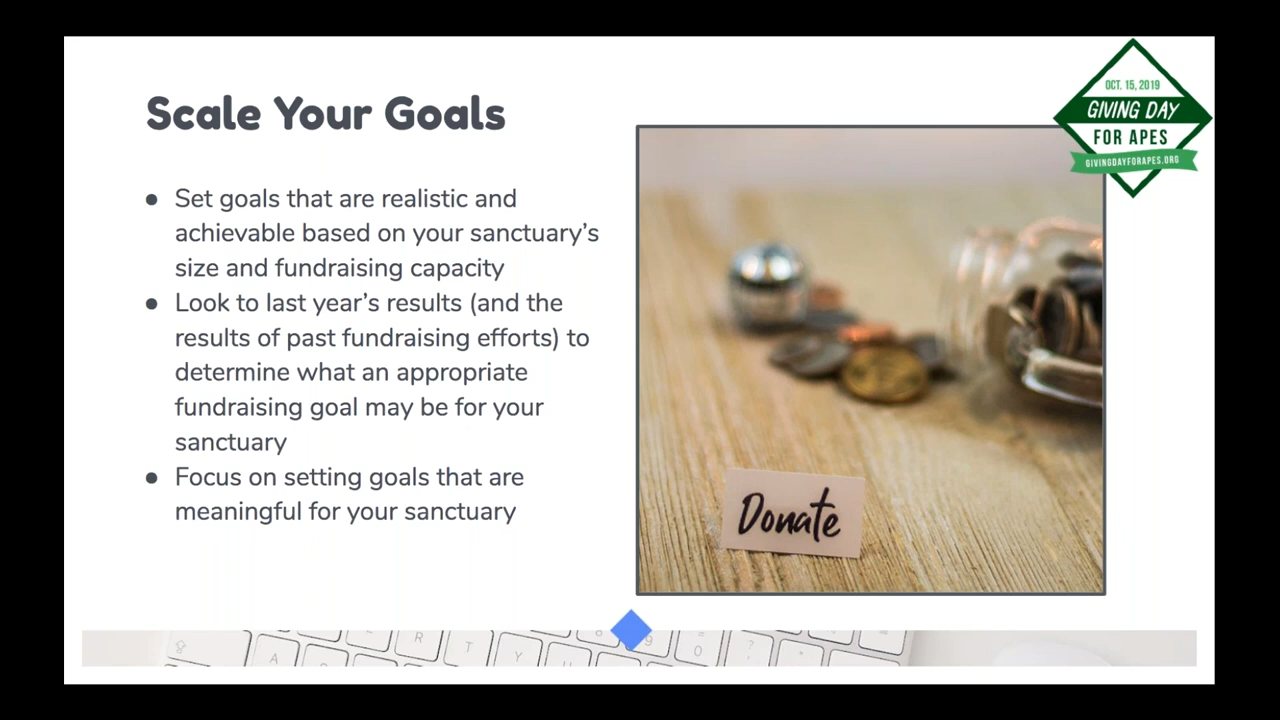 Scale Your Goals
● Set goals that are realistic and
achievable based on your sanctuary’s
size and fundraising capacity
● Look to last year’s results (and the
results of past fundraising efforts) to
determine what an appropriate
fundraising goal may be for your
sanctuary
● Focus on setting goals that are
meaningful for your sanctuary
OCT. 15, 2019
GIVING DAY
FOR APES
GIVINGDAYFORAPES.ORG
Donate
R
T
Y
U
A
6
9
0
=
?